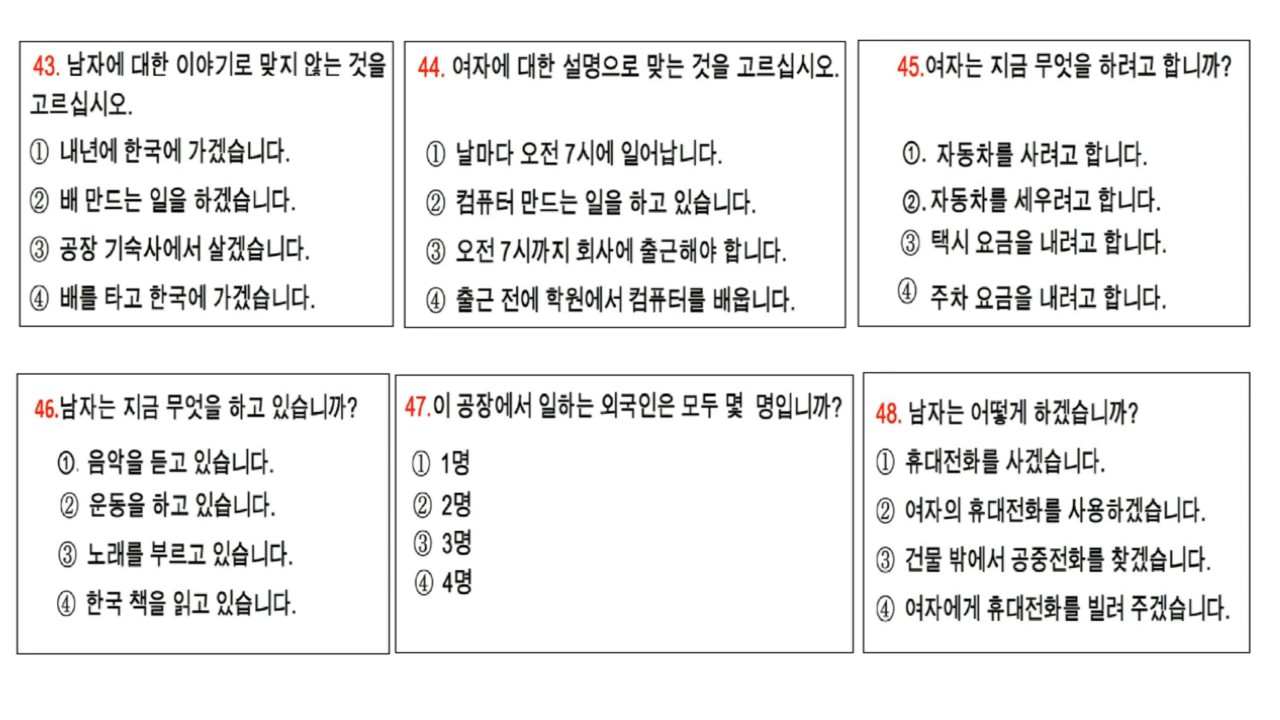 43. 남자에 대한 이야기로 맞지 않는 것을
고르십시오.
① 내년에 한국에 가겠습니다.
② 배 만드는 일을 하겠습니다.
③ 공장 기숙사에서 살겠습니다.
④ 배를 타고 한국에 가겠습니다.
44. 여자에 대한 설명으로 맞는 것을 고르십시오.
① 날마다 오전 7시에 일어납니다.
② 컴퓨터 만드는 일을 하고 있습니다.
③ 오전 7시까지 회사에 출근해야 합니다.
④ 출근 전에 학원에서 컴퓨터를 배웁니다.
45.여자는 지금 무엇을 하려고 합니까?
①. 자동차를 사려고 합니다.
②. 자동차를 세우려고 합니다.
③ 택시 요금을 내려고 합니다.
④ 주차 요금을 내려고 합니다.
46.남자는 지금 무엇을 하고 있습니까?
①. 음악을 듣고 있습니다.
② 운동을 하고 있습니다.
③ 노래를 부르고 있습니다.
④ 한국 책을 읽고 있습니다.
47.이 공장에서 일하는 외국인은 모두 몇 명입니까?
① 1명
② 2명
③ 3명
④ 4명
48. 남자는 어떻게 하겠습니까?
① 휴대전화를 사겠습니다.
② 여자의 휴대전화를 사용하겠습니다.
③ 건물 밖에서 공중전화를 찾겠습니다.
④ 여자에게 휴대전화를 빌려 주겠습니다.